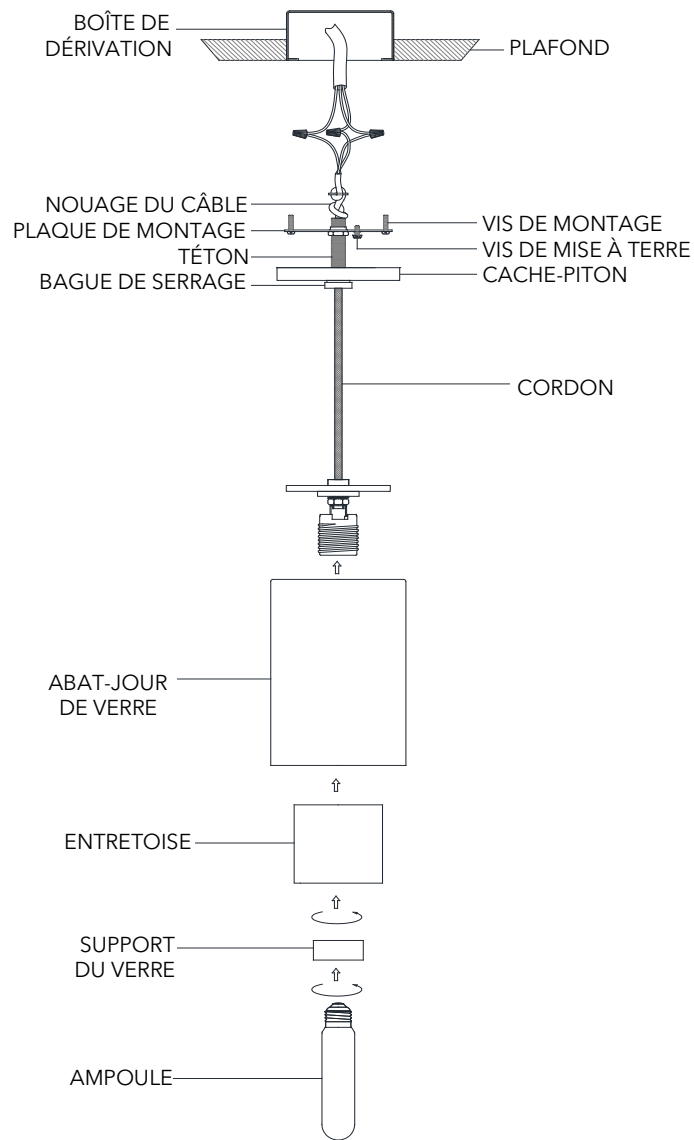 BOÎTE DE
DÉRIVATION
PLAFOND
NOUAGE DU CÂBLE
PLAQUE DE MONTAGE
VIS DE MONTAGE
TÉTON
VIS DE MISE À TERRE
BAGUE DE SERRAGE
CACHE-PITON
CORDON
ABAT-JOUR
DE VERRE
ENTRETOISE
SUPPORT
DU VERRE
AMPOULE